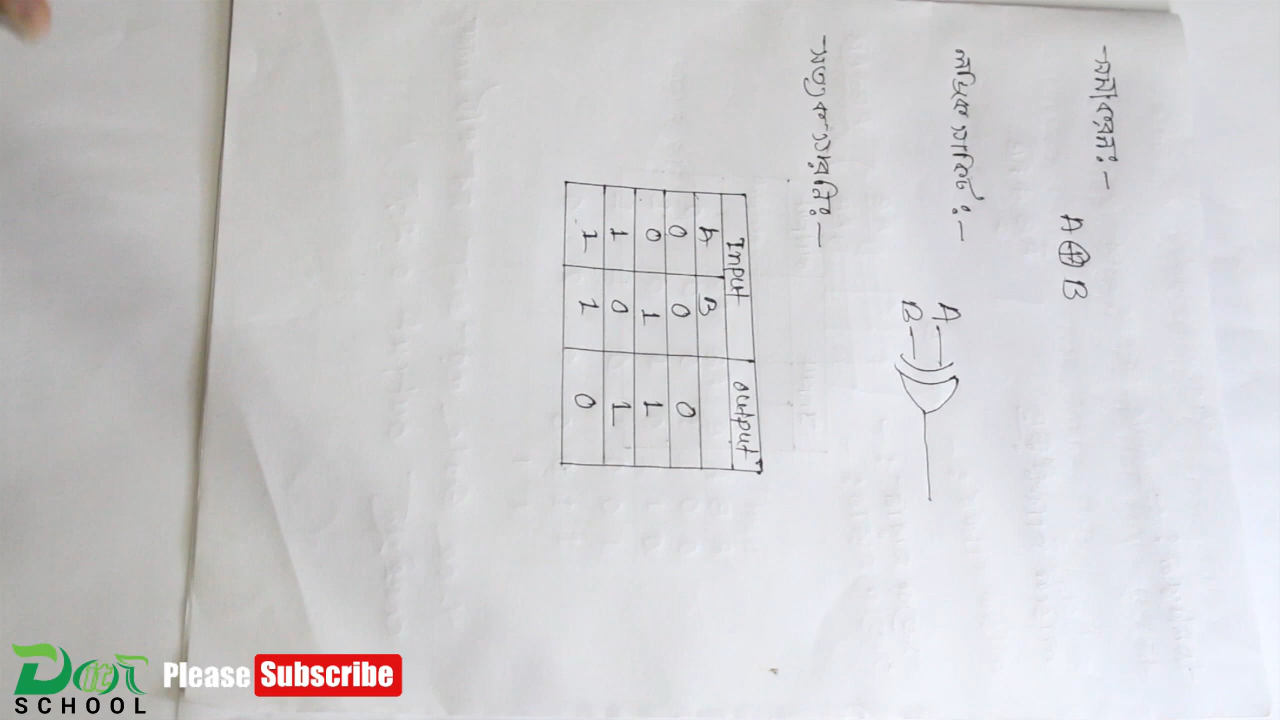 সমীকরণ:-
A⊕B
লজিক সার্কিট:-
A
B
সত্যক সারণি:-
Input Output
A B
0 0 0
0 1 1
1 0 1
1 1 0
Dot it
SCHOOL
Please Subscribe